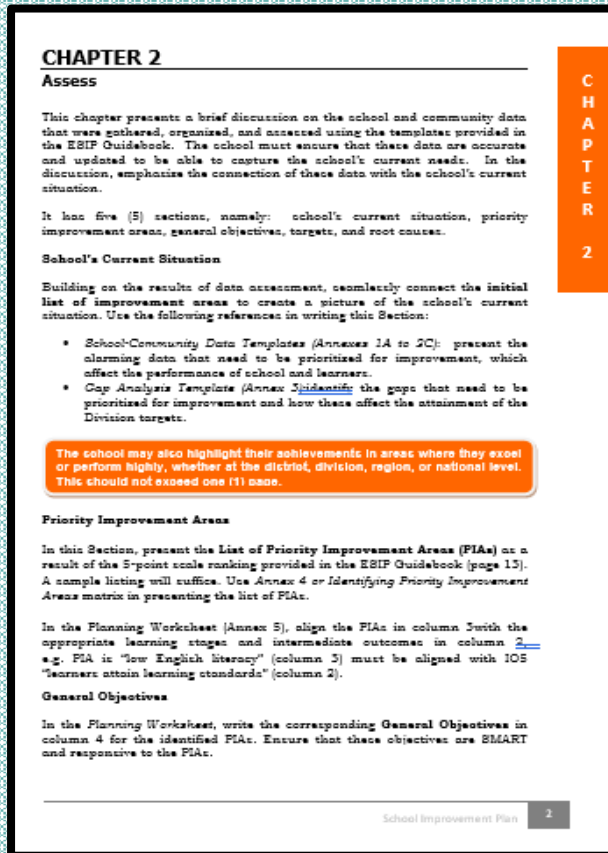 CHAPTER 2
Assess
This chapter presents a brief discussion on the school and community data
that were gathered, organized, and assessed using the templates provided in
the ESIP Guidebook. The school must ensure that these data are accurate
and updated to be able to capture the school's current needs. In the
discussion, emphasize the connection of these data with the school's current
situation.
It has five (5) sections, namely: school's current situation, priority
improvement areas, general objectives, targets, and root causes.
School's Current Situation
Building on the results of data assessment, seamlessly connect the initial
list of improvement areas to create a picture of the school's current
situation. Use the following references in writing this Section:
• School-Community Data Templates (Annexes 1A to 2C): present the
alarming data that need to be prioritized for improvement, which
affect the performance of school and learners.
• Gap Analysis Template (Annex 3):identify the gaps that need to be
prioritized for improvement and how these affect the attainment of the
Division targets.
The school may also highlight their achievements in areas where they excel
or perform highly, whether at the district, division, region, or national level.
This should not exceed one (1) page.
Priority Improvement Areas
In this Section, present the List of Priority Improvement Areas (PIAs) as a
result of the 5-point scale ranking provided in the ESIP Guidebook (page 15).
A sample listing will suffice. Use Annex 4 or Identifying Priority Improvement
Areas matrix in presenting the list of PIAs.
In the Planning Worksheet (Annex 5), align the PIAs in column 3with the
appropriate learning stages and intermediate outcomes in column 2,
e.g. PIA is "low English literacy" (column 3) must be aligned with IO5
"learners attain learning standards" (column 2).
General Objectives
In the Planning Worksheet, write the corresponding General Objectives in
column 4 for the identified PIAs. Ensure that these objectives are SMART
and responsive to the PIAs.
School Improvement Plan 2
CHAPTER 2